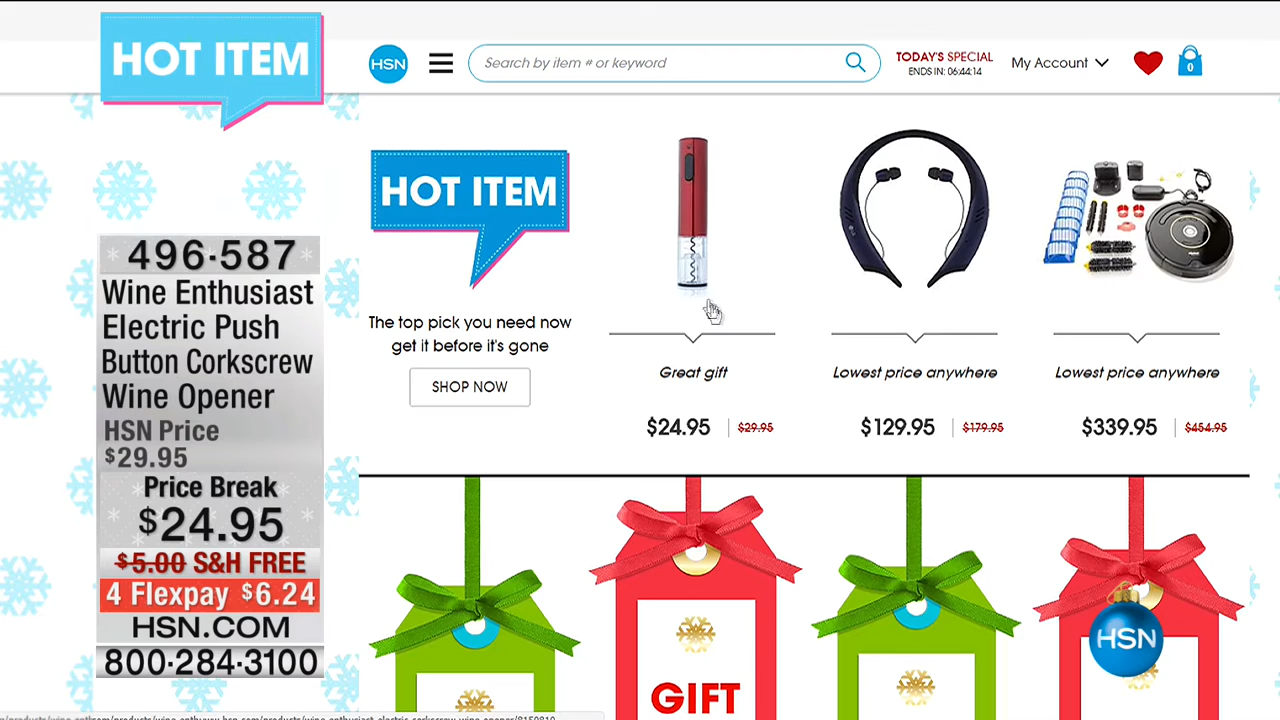 HOT ITEM
HSN
Search by item # or keyword
TODAY'S SPECIAL
ENDS IN: 06:44:14
My Account
0
496·587
Wine Enthusiast
Electric Push
Button Corkscrew
Wine Opener
HSN Price
$29.95
Price Break
$24.95
$5.00 S&H FREE
4 Flexpay $6.24
HSN.COM
800·284·3100
HOT ITEM
The top pick you need now
get it before it's gone
SHOP NOW
Great gift
$24.95 | $29.95
Lowest price anywhere
$129.95 | $179.95
Lowest price anywhere
$339.95 | $454.95
GIFT
HSN